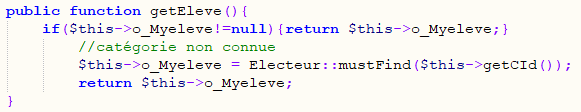 public function getEleve(){
if($this->o_Myeleve!=null){return $this->o_Myeleve;}
//catégorie non connue
$this->o_Myeleve = Electeur::mustFind($this->getCId());
return $this->o_Myeleve;
}